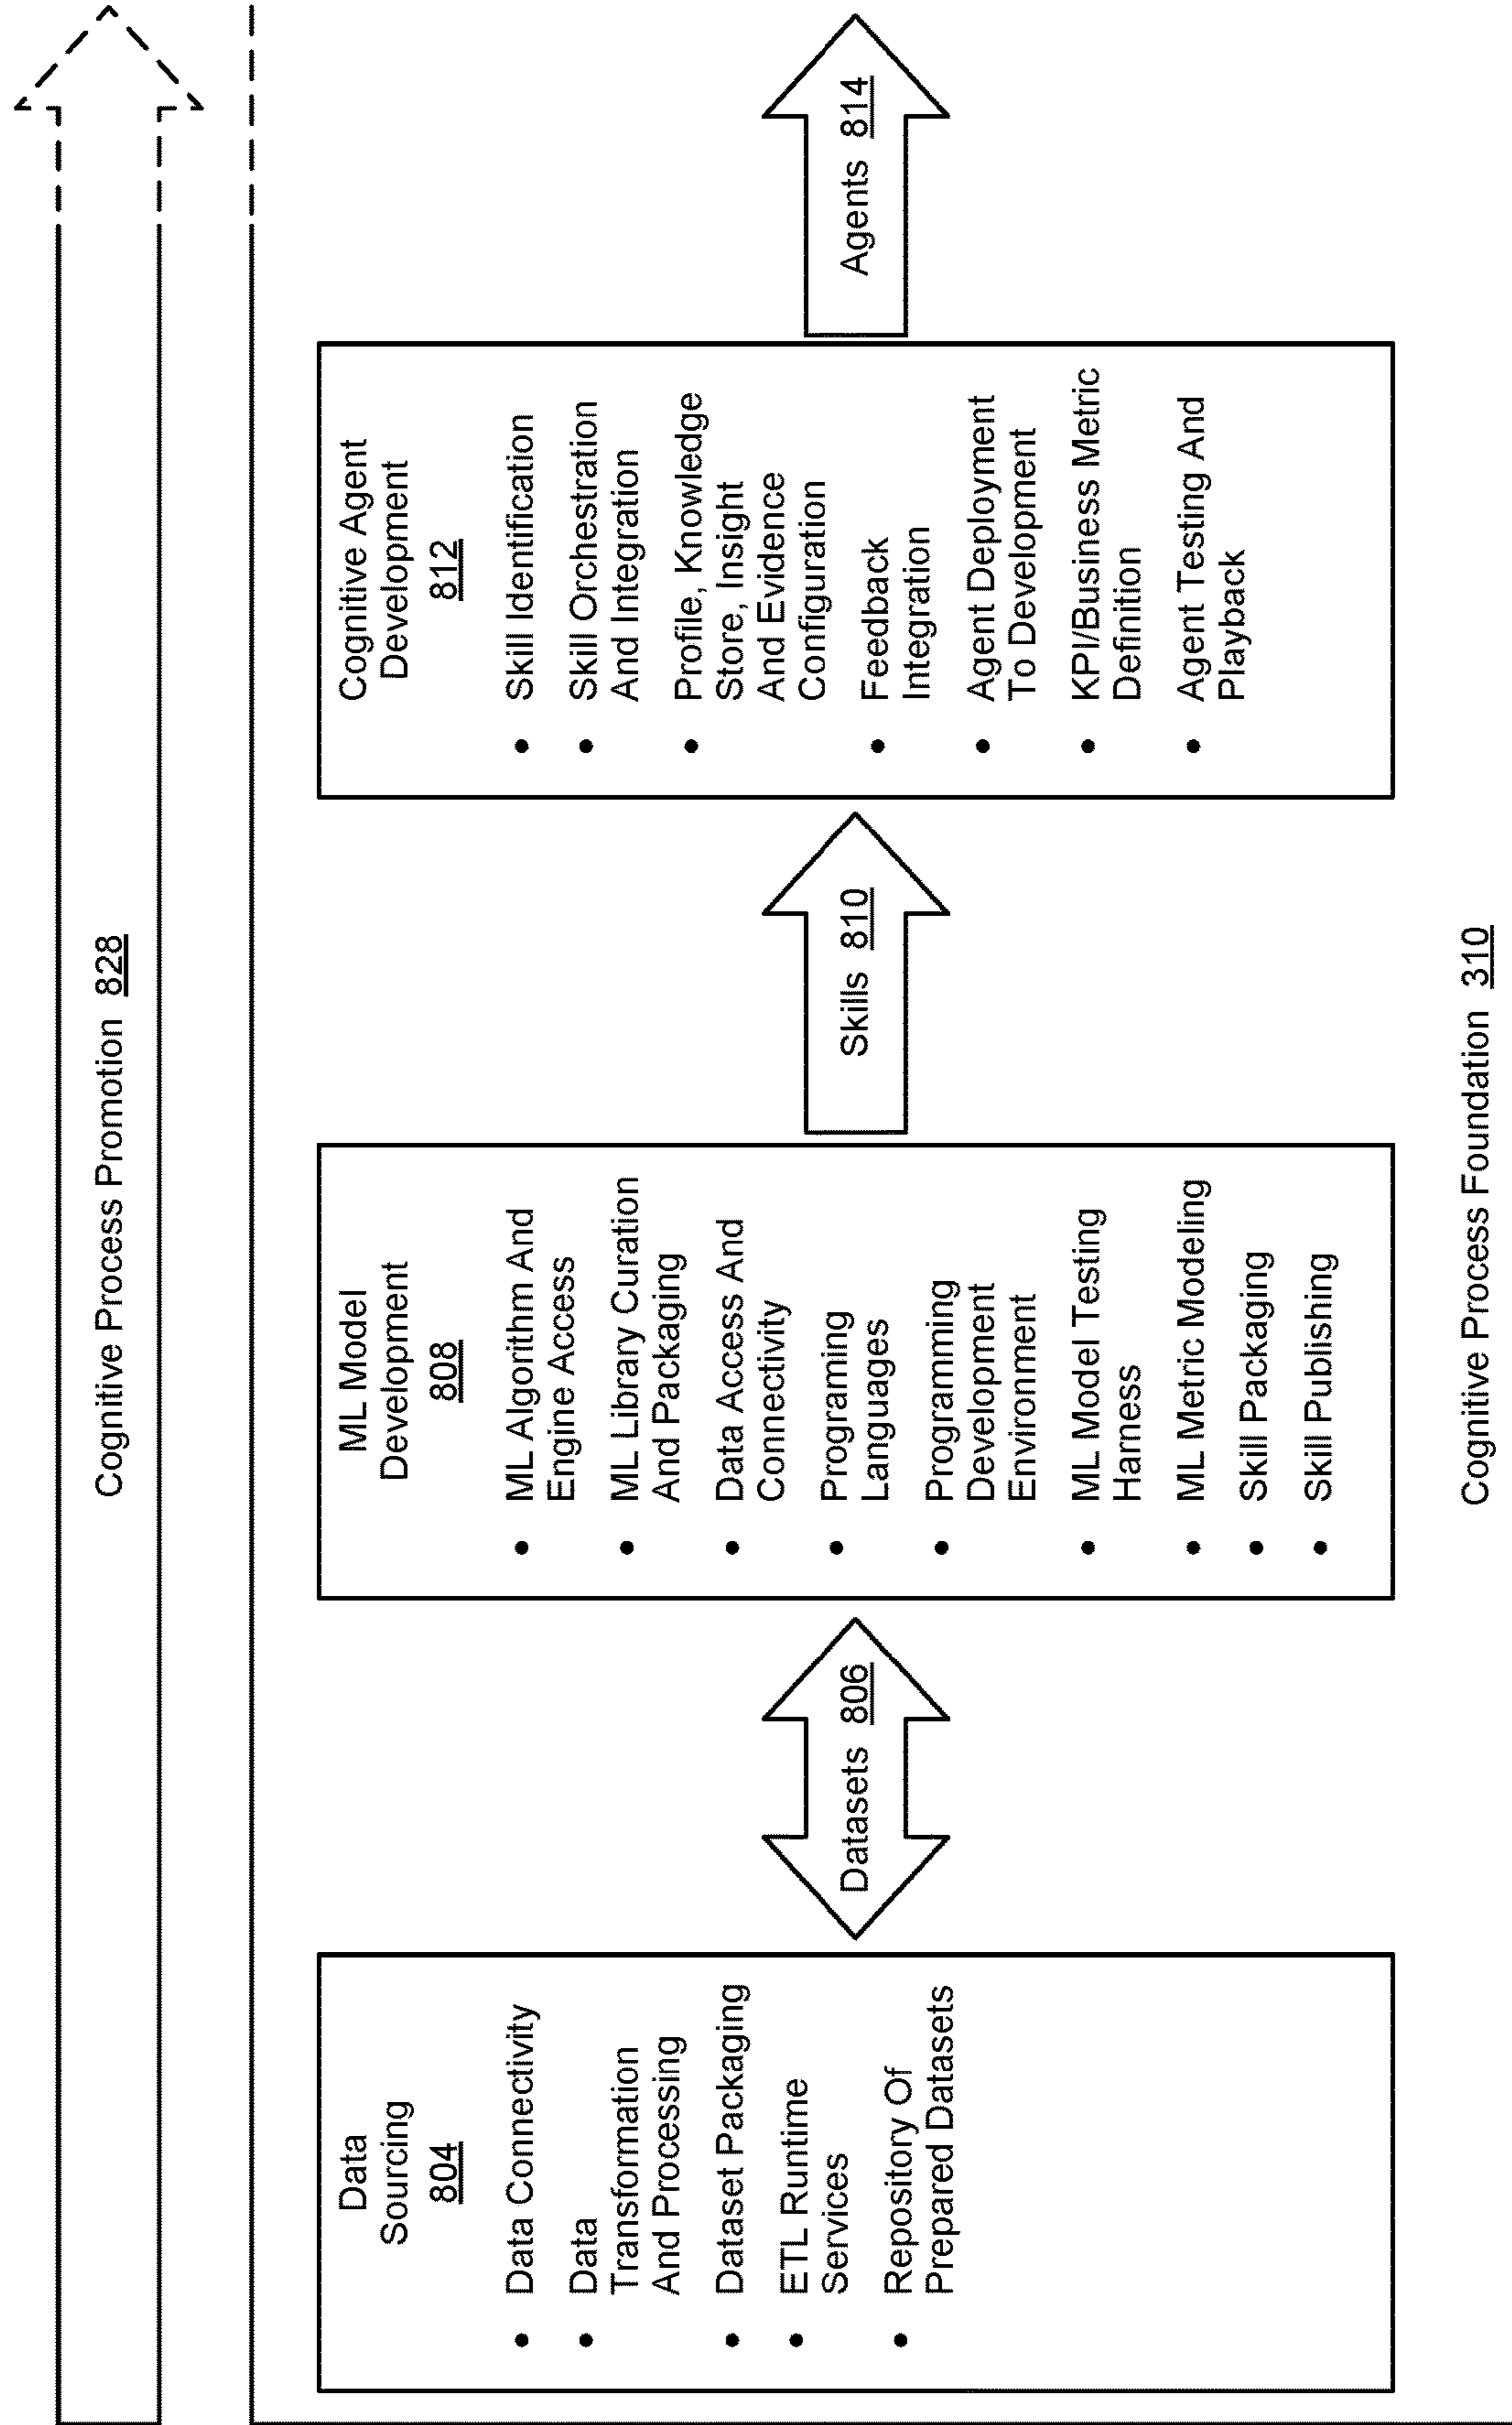 Cognitive Process Promotion 828
Data
Sourcing
804
• Data Connectivity
• Data
Transformation
And Processing
• Dataset Packaging
• ETL Runtime
Services
• Repository Of
Prepared Datasets
Datasets 806
ML Model
Development
808
• ML Algorithm And
Engine Access
• ML Library Curation
And Packaging
• Data Access And
Connectivity
• Programing
Languages
• Programming
Development
Environment
• ML Model Testing
Harness
• ML Metric Modeling
• Skill Packaging
• Skill Publishing
Skills 810
Cognitive Agent
Development
812
• Skill Identification
• Skill Orchestration
And Integration
• Profile, Knowledge
Store, Insight
And Evidence
Configuration
• Feedback
Integration
• Agent Deployment
To Development
• KPI/Business Metric
Definition
• Agent Testing And
Playback
Agents 814
Cognitive Process Foundation 310